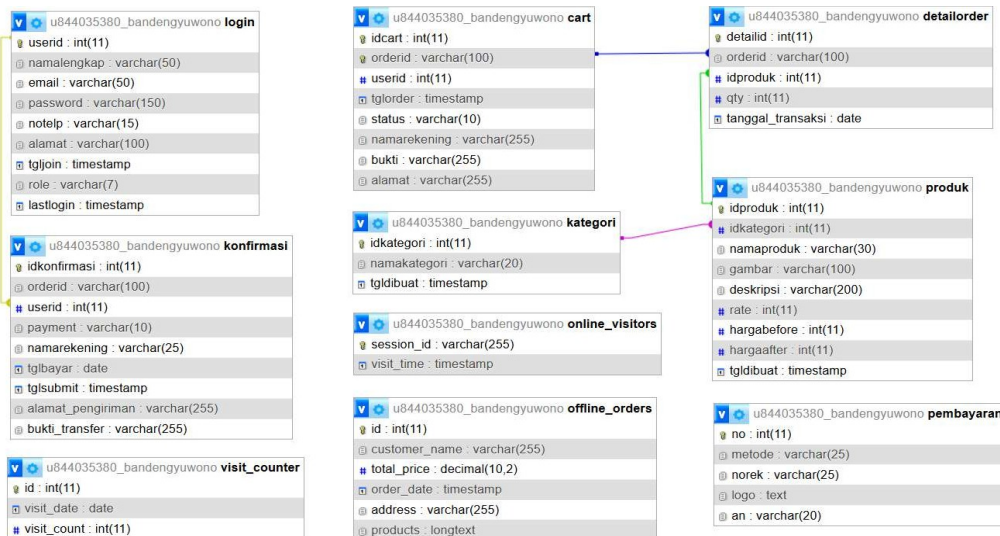 u844035380_bandengyuwono login
userid : int(11)
namalengkap : varchar(50)
email : varchar(50)
password : varchar(150)
notelp : varchar(15)
alamat : varchar(100)
tgljoin : timestamp
role : varchar(7)
lastlogin : timestamp
u844035380_bandengyuwono konfirmasi
idkonfirmasi : int(11)
orderid : varchar(100)
userid : int(11)
payment : varchar(10)
namarekening : varchar(25)
tglbayar : date
tglsubmit : timestamp
alamat_pengiriman : varchar(255)
bukti_transfer : varchar(255)
u844035380_bandengyuwono visit_counter
id : int(11)
visit_date : date
visit_count : int(11)
u844035380_bandengyuwono cart
idcart : int(11)
orderid : varchar(100)
userid : int(11)
tglorder : timestamp
status : varchar(10)
namarekening : varchar(255)
bukti : varchar(255)
alamat : varchar(255)
u844035380_bandengyuwono kategori
idkategori : int(11)
namakategori : varchar(20)
tgldibuat : timestamp
u844035380_bandengyuwono online_visitors
session_id : varchar(255)
visit_time : timestamp
u844035380_bandengyuwono offline_orders
id : int(11)
customer_name : varchar(255)
total_price : decimal(10,2)
order_date : timestamp
address : varchar(255)
products : longtext
u844035380_bandengyuwono detailorder
detailid : int(11)
orderid : varchar(100)
idproduk : int(11)
qty : int(11)
tanggal_transaksi : date
u844035380_bandengyuwono produk
idproduk : int(11)
idkategori : int(11)
namaproduk : varchar(30)
gambar : varchar(100)
deskripsi : varchar(200)
rate : int(11)
hargabefore : int(11)
hargaafter : int(11)
tgldibuat : timestamp
u844035380_bandengyuwono pembayaran
no : int(11)
metode : varchar(25)
norek : varchar(25)
logo : text
an : varchar(20)